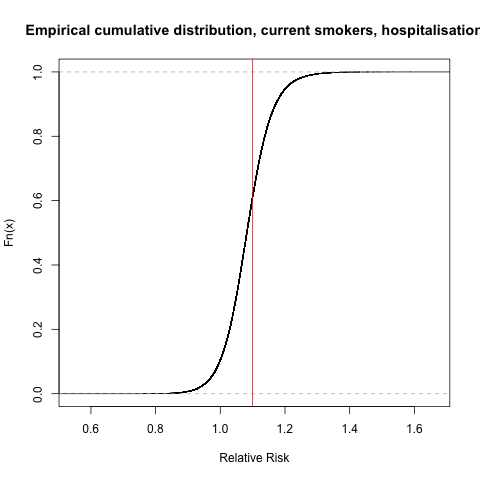 Empirical cumulative distribution, current smokers, hospitalisation
Fn(x)
1.0
0.8
0.6
0.4
0.2
0.0
0.6 0.8 1.0 1.2 1.4 1.6
Relative Risk